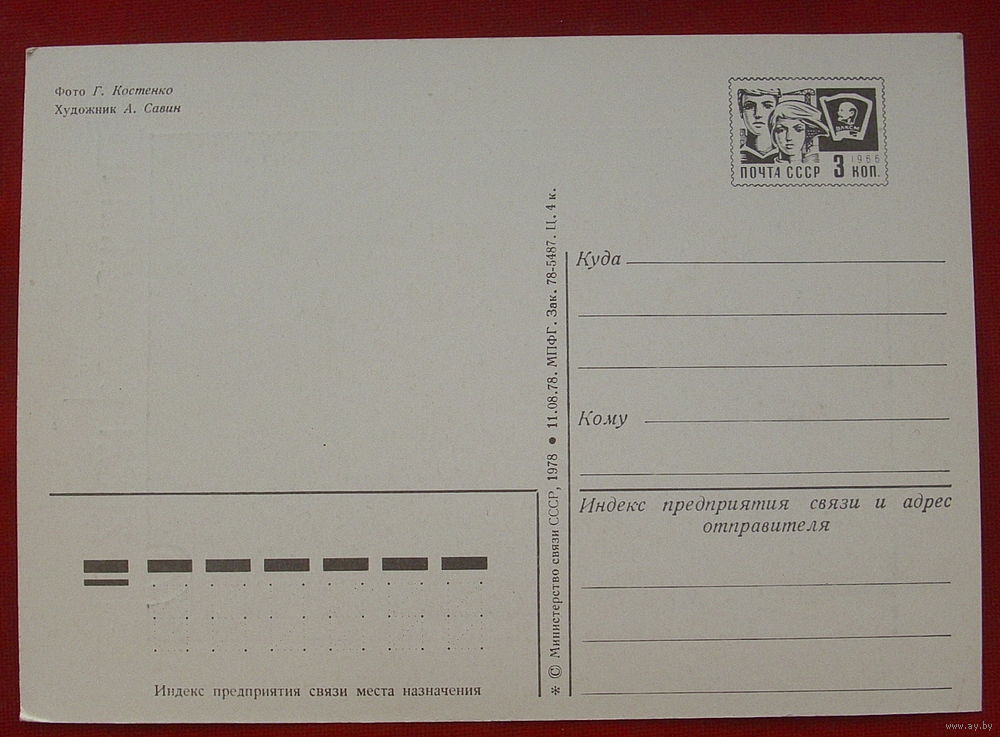 Фото Г. Костенко
Художник А. Савин
ВЛКСМ
1966
ПОЧТА СССР 3 КОП.
Куда
Кому
Индекс предприятия связи и адрес
отправителя
* © Министерство связи СССР, 1978 ● 11.08.78. МПФГ. Зак. 78-5487. Ц. 4 к.
Индекс предприятия связи места назначения
www.ay.by